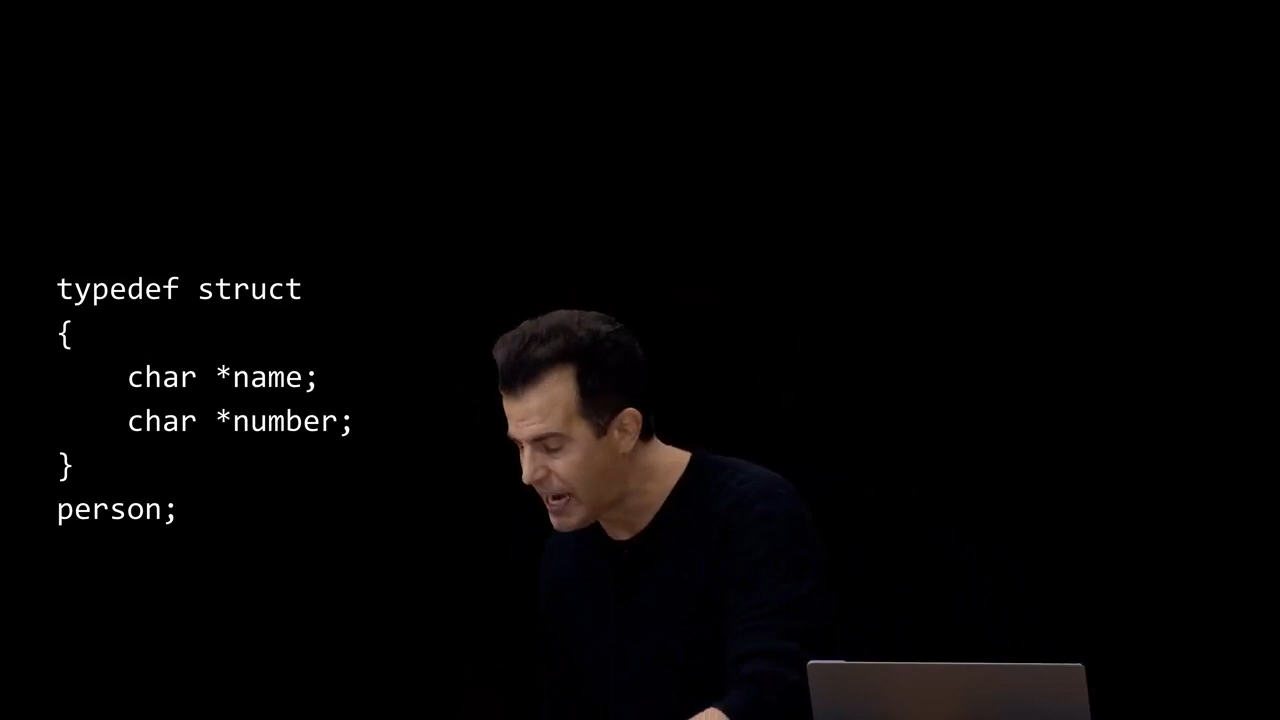 typedef struct
{
    char *name;
    char *number;
}
person;